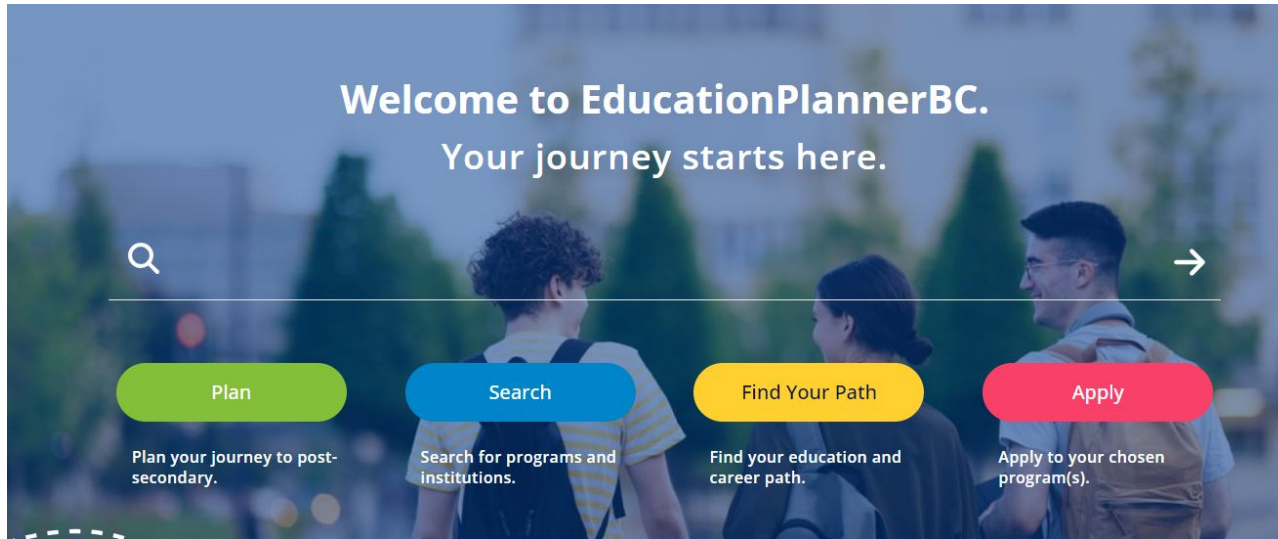 Welcome to EducationPlannerBC.
Your journey starts here.
Plan
Search
Find Your Path
Apply
Plan your journey to post-
secondary.
Search for programs and
institutions.
Find your education and
career path.
Apply to your chosen
program(s).